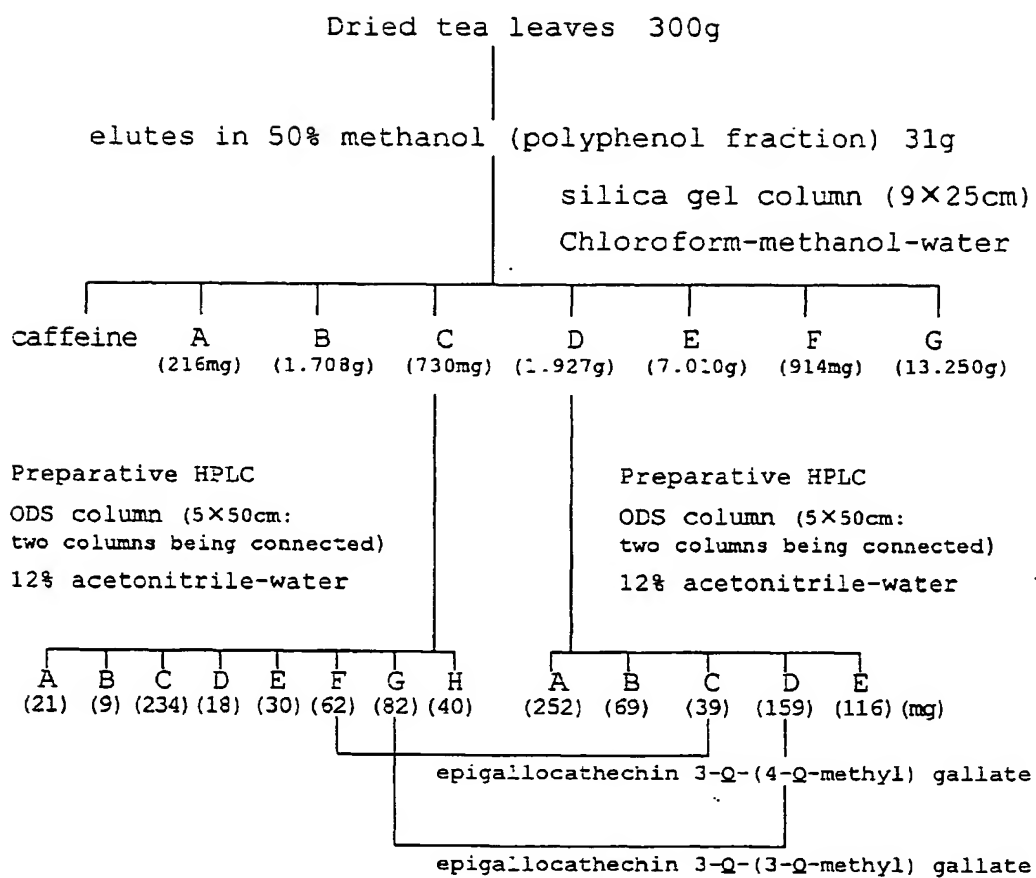 Dried tea leaves 300g
elutes in 50% methanol (polyphenol fraction) 31g
silica gel column (9×25cm)
Chloroform-methanol-water
caffeine A B C D E F G
(216mg) (1.708g) (730mg) (1.927g) (7.010g) (914mg) (13.250g)
Preparative HPLC
ODS column (5×50cm:
two columns being connected)
12% acetonitrile-water
Preparative HPLC
ODS column (5×50cm:
two columns being connected)
12% acetonitrile-water
A B C D E F G H
(21) (9) (234) (18) (30) (62) (82) (40)
A B C D E
(252) (69) (39) (159) (116) (mg)
epigallocathechin 3-O-(4-O-methyl) gallate
epigallocathechin 3-O-(3-O-methyl) gallate